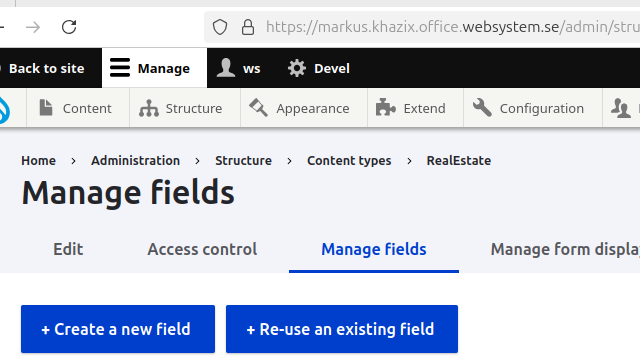 https://markus.khazix.office.websystem.se/admin/stru
Back to site Manage ws Devel
Content Structure Appearance Extend Configuration
Home › Administration › Structure › Content types › RealEstate
Manage fields
Edit Access control Manage fields Manage form displa
+ Create a new field + Re-use an existing field